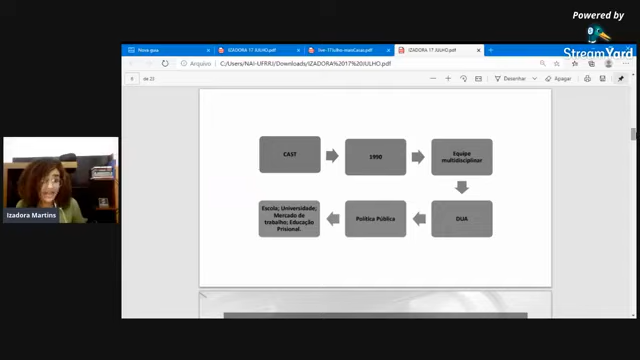 Powered by
StreamYard
Nova guia
IZADORA 17 JULHO.pdf
IZADORA 17 JULHO.pdf
Arquivo
C:/Users/NAI-UFRRJ/Downloads/IZADORA%2017%20JULHO.pdf
de 23
Desenhar
Apagar
CAST
1990
Equipe
multidisciplinar
Escola; Universidade;
Mercado de
trabalho; Educação
Prisional.
Política Pública
DUA
Izadora Martins